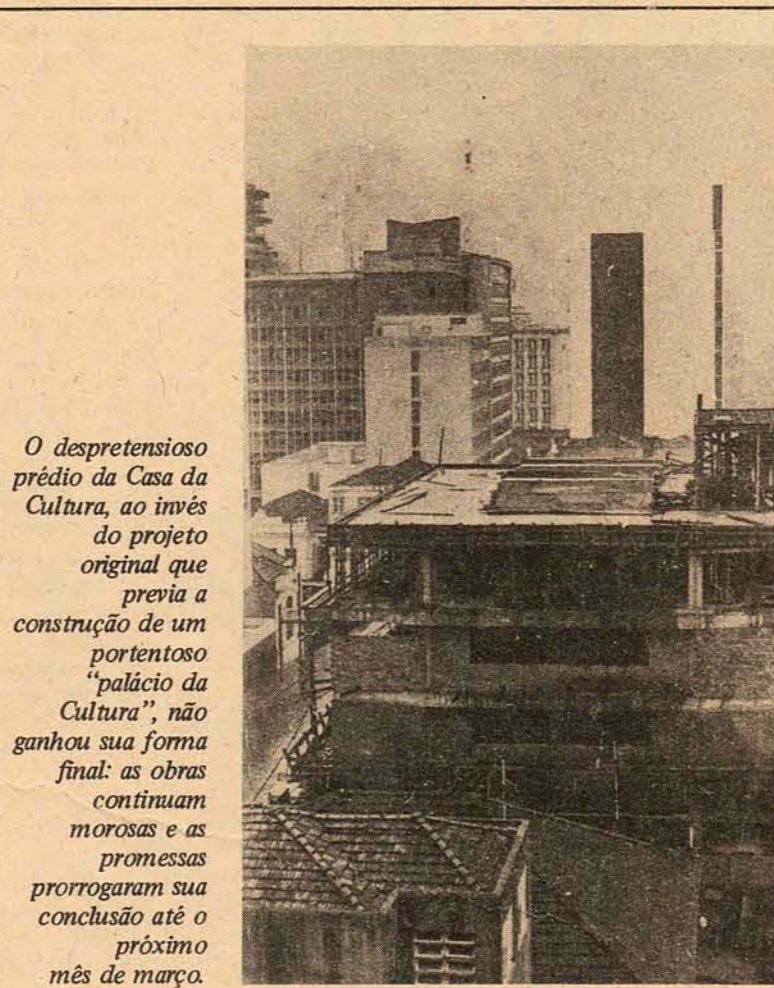 O despretensioso
prédio da Casa da
Cultura, ao invés
do projeto
original que
previa a
construção de um
portentoso
“palácio da
Cultura”, não
ganhou sua forma
final: as obras
continuam
morosas e as
promessas
prorrogaram sua
conclusão até o
próximo
mês de março.